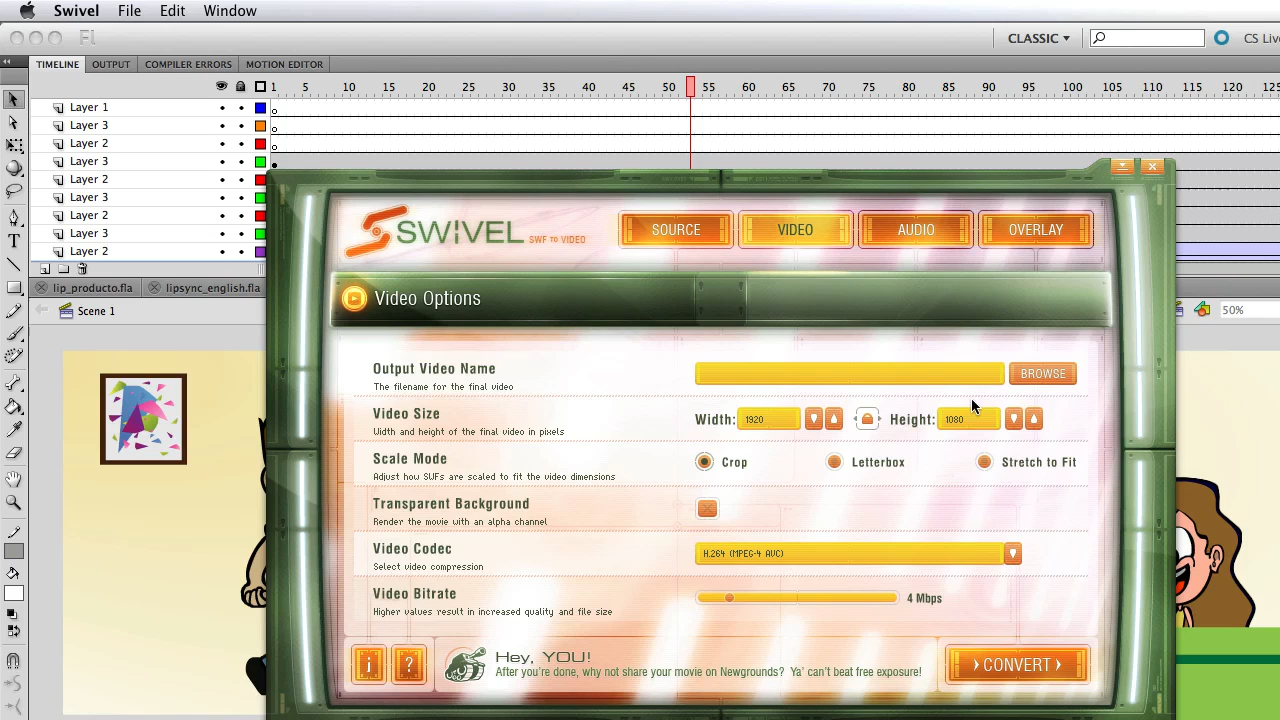 Swivel File Edit Window
Fl CLASSIC CS Live
TIMELINE OUTPUT COMPILER ERRORS MOTION EDITOR
1 5 10 15 20 25 30 35 40 45 50 55 60 65 70 75 80 85 90 95 100 105 110 115 120 125
Layer 1
Layer 3
Layer 2
Layer 3
Layer 2
Layer 3
Layer 2
Layer 3
Layer 2
lip_producto.fla lipsync_english.fla
Scene 1
50%
SWIVEL SWF TO VIDEO
SOURCE VIDEO AUDIO OVERLAY
Video Options
Output Video Name
The filename for the final video
BROWSE
Video Size
Width and height of the final video in pixels
Width: 1920 Height: 1080
Scale Mode
Adjust how SWFs are scaled to fit the video dimensions
Crop Letterbox Stretch to Fit
Transparent Background
Render the movie with an alpha channel
Video Codec
Select video compression
H.264 (MPEG-4 AVC)
Video Bitrate
Higher values result in increased quality and file size
4 Mbps
i ?
Hey, YOU!
After you're done, why not share your movie on Newgrounds? Ya' can't beat free exposure!
CONVERT